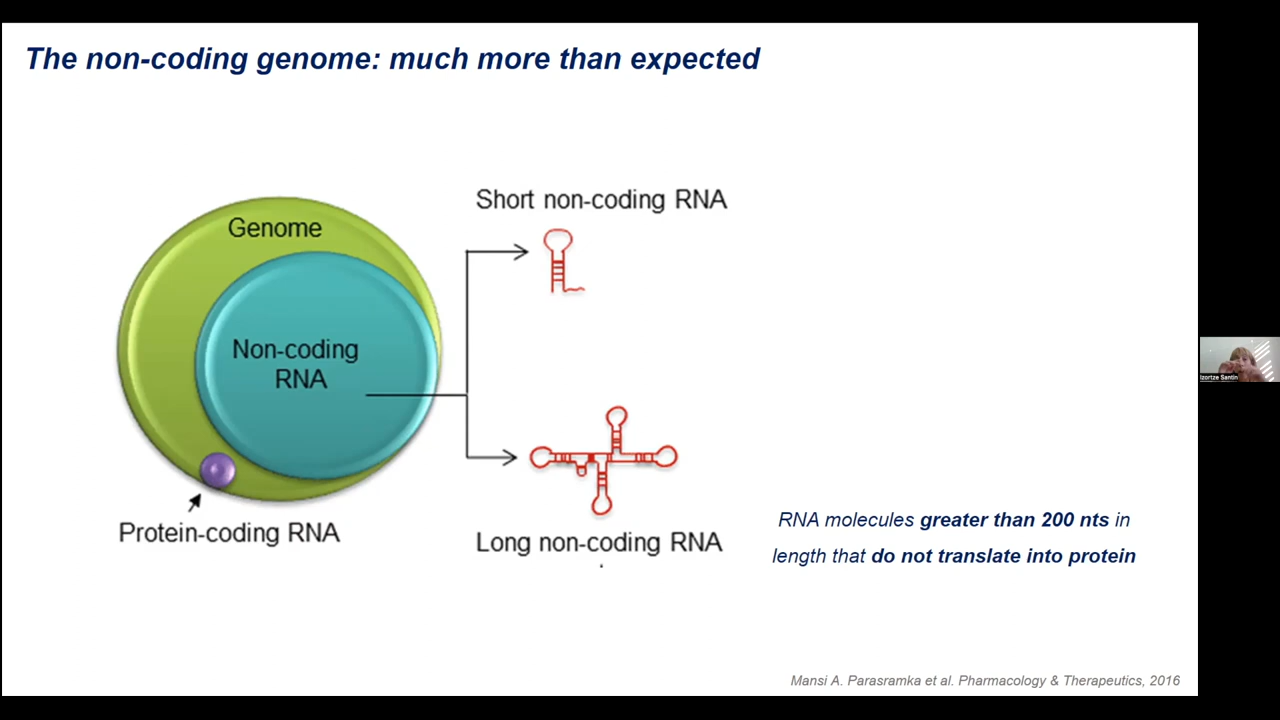 The non-coding genome: much more than expected
Short non-coding RNA
Genome
Non-coding
RNA
Protein-coding RNA
Long non-coding RNA
RNA molecules greater than 200 nts in
length that do not translate into protein
Izortze Santin
Mansi A. Parasramka et al. Pharmacology & Therapeutics, 2016